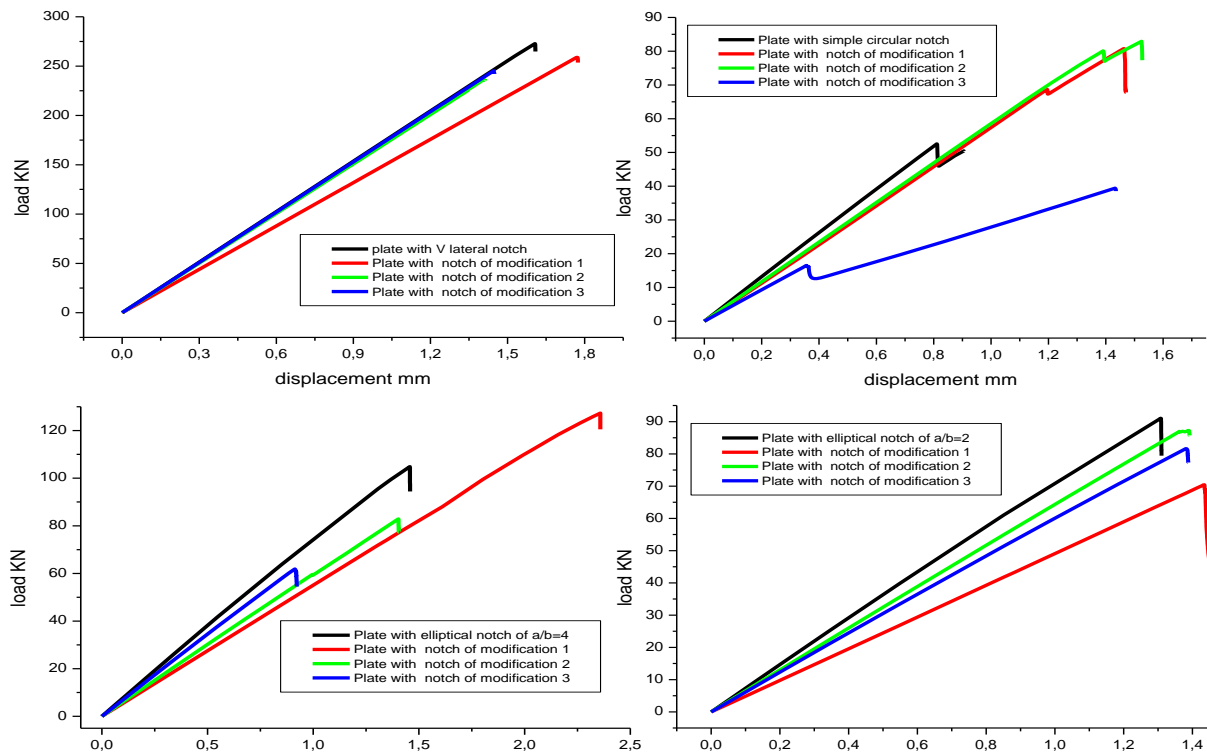 300
250
200
150
100
50
0
load KN
plate with V lateral notch
Plate with notch of modification 1
Plate with notch of modification 2
Plate with notch of modification 3
0,0 0,3 0,6 0,9 1,2 1,5 1,8
displacement mm
90
80
70
60
50
40
30
20
10
0
load KN
Plate with simple circular notch
Plate with notch of modification 1
Plate with notch of modification 2
Plate with notch of modification 3
0,0 0,2 0,4 0,6 0,8 1,0 1,2 1,4 1,6
displacement mm
120
100
80
60
40
20
0
load KN
Plate with elliptical notch of a/b=4
Plate with notch of modification 1
Plate with notch of modification 2
Plate with notch of modification 3
0,0 0,5 1,0 1,5 2,0 2,5
90
80
70
60
50
40
30
20
10
0
load KN
Plate with elliptical notch of a/b=2
Plate with notch of modification 1
Plate with notch of modification 2
Plate with notch of modification 3
0,0 0,2 0,4 0,6 0,8 1,0 1,2 1,4